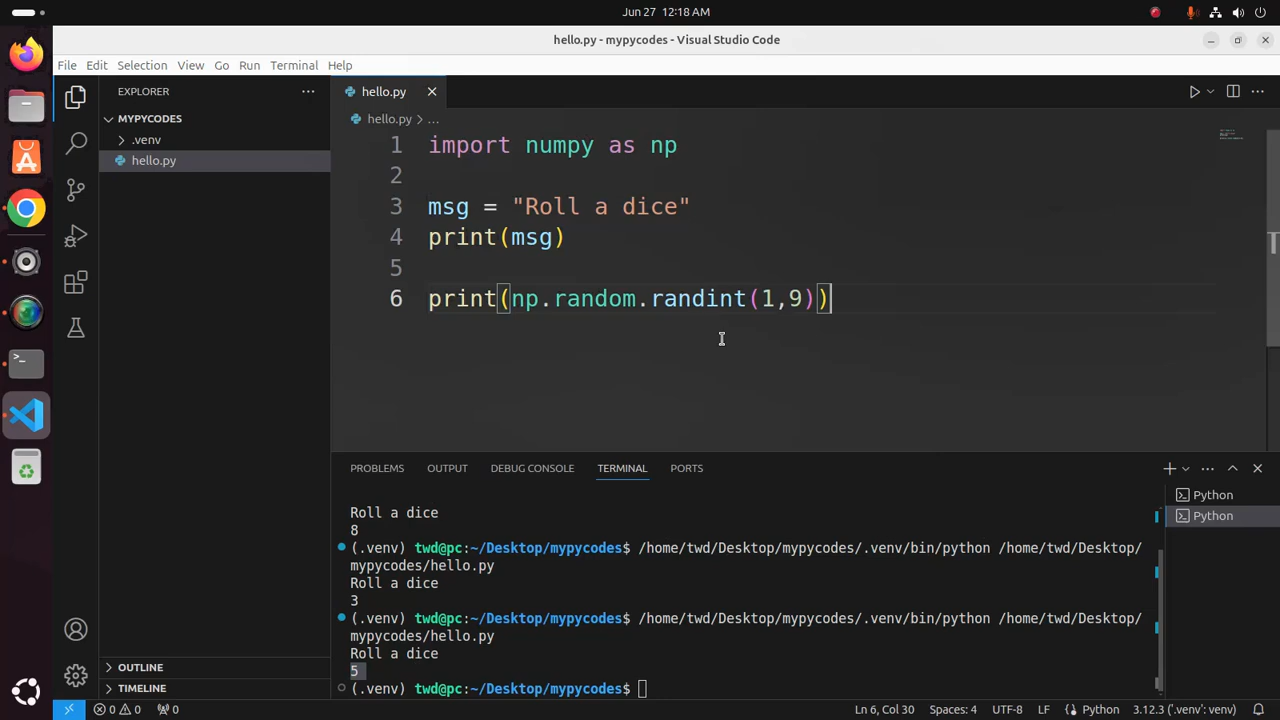 Jun 27 12:18 AM
hello.py - mypycodes - Visual Studio Code
File Edit Selection View Go Run Terminal Help
EXPLORER
hello.py
MYPYCODES
hello.py > ...
.venv
hello.py
1 import numpy as np
2
3 msg = "Roll a dice"
4 print(msg)
5
6 print(np.random.randint(1,9))
PROBLEMS OUTPUT DEBUG CONSOLE TERMINAL PORTS
Python
Python
Roll a dice
8
(.venv) twd@pc:~/Desktop/mypycodes$ /home/twd/Desktop/mypycodes/.venv/bin/python /home/twd/Desktop/
mypycodes/hello.py
Roll a dice
3
(.venv) twd@pc:~/Desktop/mypycodes$ /home/twd/Desktop/mypycodes/.venv/bin/python /home/twd/Desktop/
mypycodes/hello.py
Roll a dice
5
(.venv) twd@pc:~/Desktop/mypycodes$
OUTLINE
TIMELINE
0 0 0 Ln 6, Col 30 Spaces: 4 UTF-8 LF Python 3.12.3 ('.venv': venv)